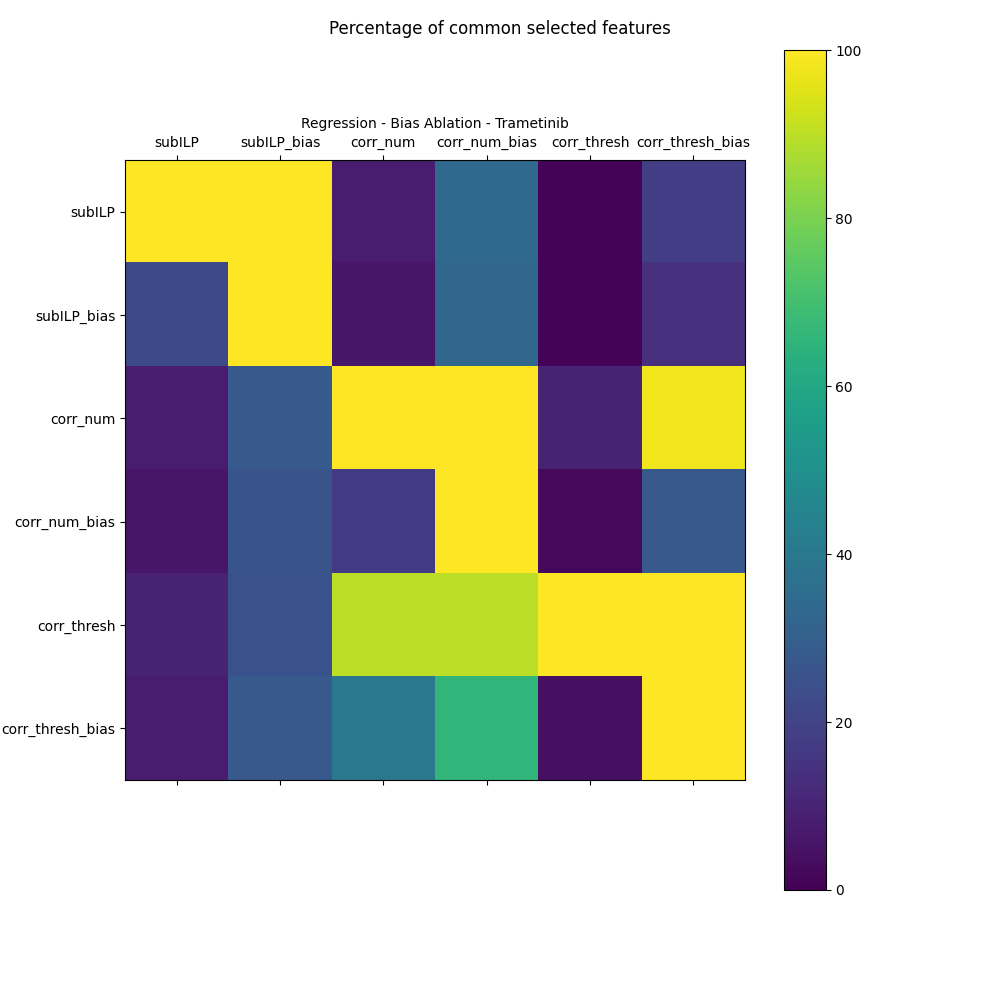 Percentage of common selected features
Regression - Bias Ablation - Trametinib
subILP subILP_bias corr_num corr_num_bias corr_thresh corr_thresh_bias
subILP
subILP_bias
corr_num
corr_num_bias
corr_thresh
corr_thresh_bias
100
80
60
40
20
0